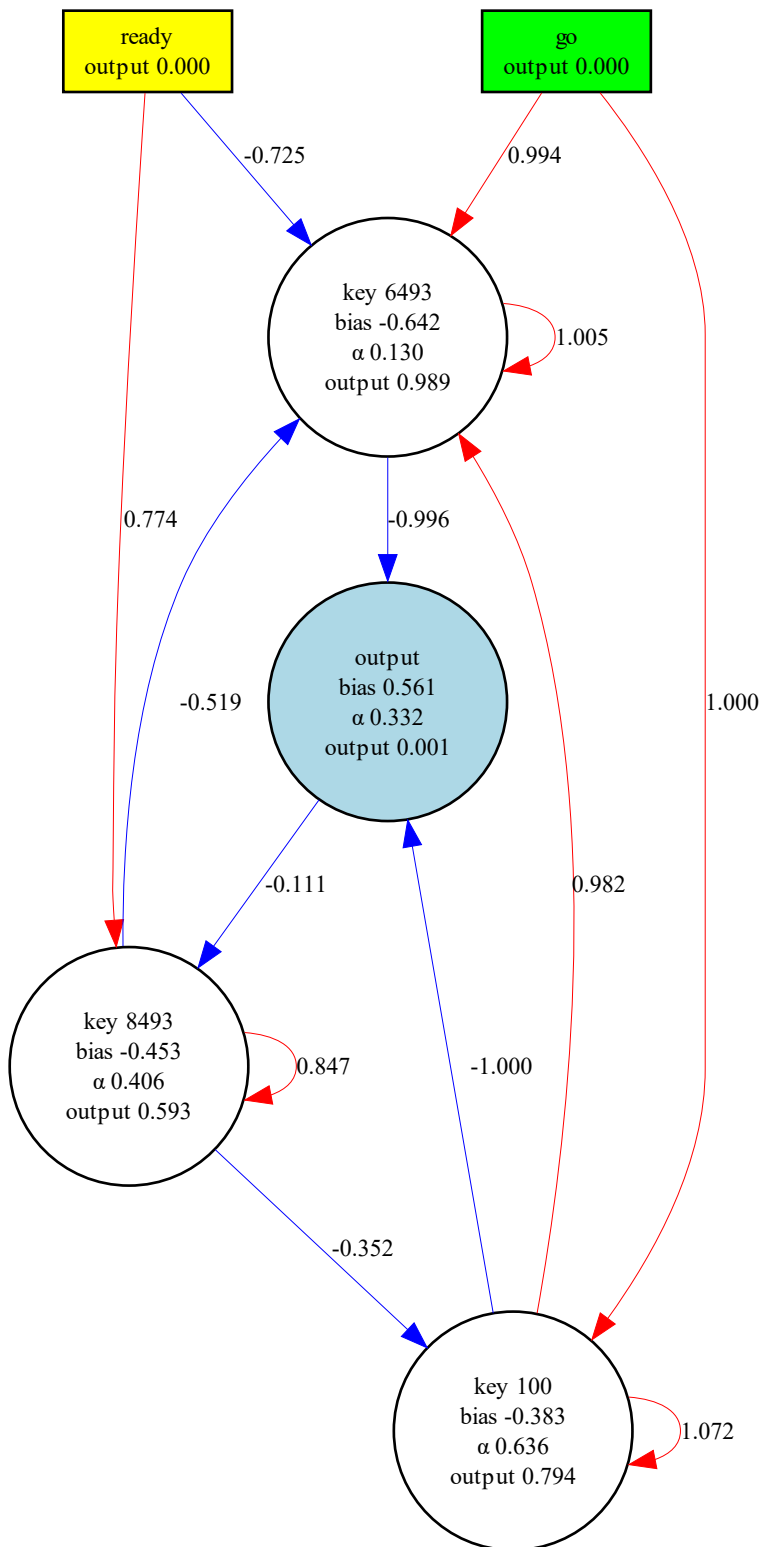 ready
output 0.000
go
output 0.000
-0.725
0.994
key 6493
bias -0.642
α 0.130
output 0.989
1.005
0.774
-0.996
output
bias 0.561
α 0.332
output 0.001
-0.519
1.000
-0.111
0.982
key 8493
bias -0.453
α 0.406
output 0.593
0.847
-1.000
-0.352
key 100
bias -0.383
α 0.636
output 0.794
1.072